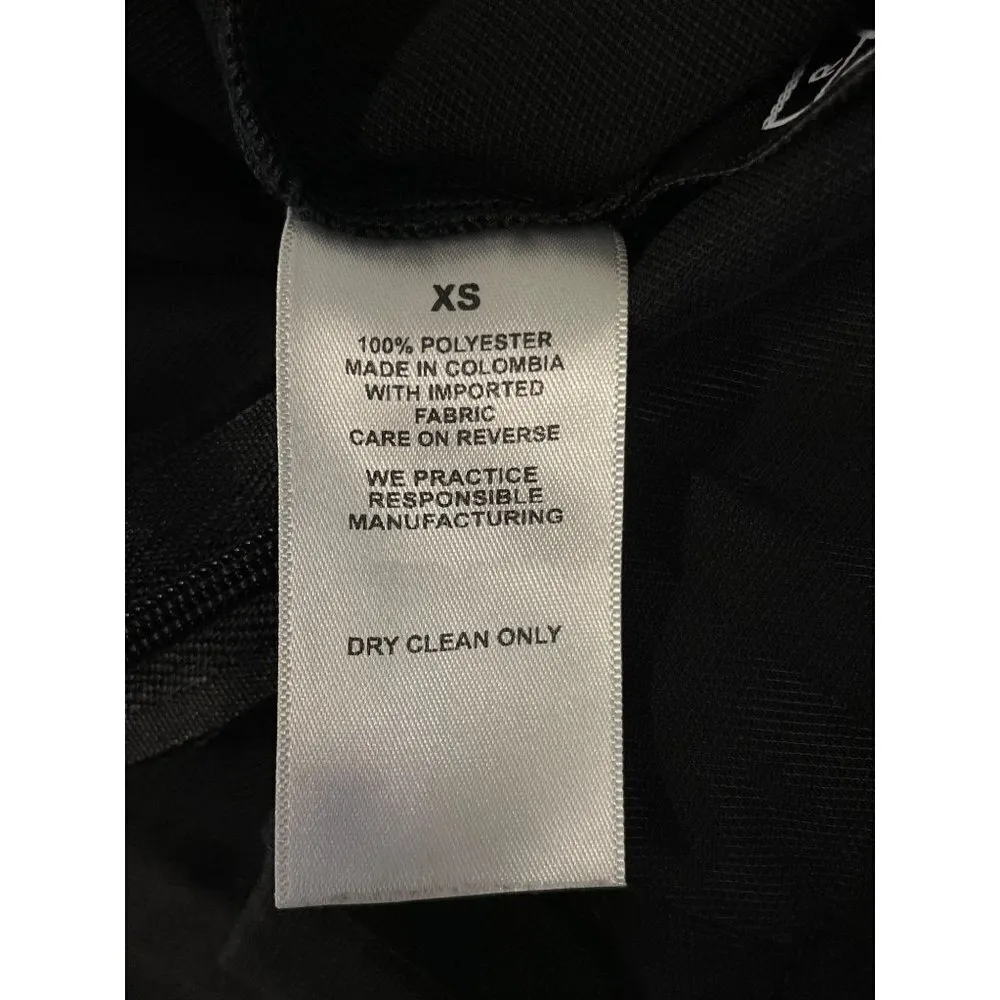 XS
100% POLYESTER
MADE IN COLOMBIA
WITH IMPORTED
FABRIC
CARE ON REVERSE
WE PRACTICE
RESPONSIBLE
MANUFACTURING
DRY CLEAN ONLY